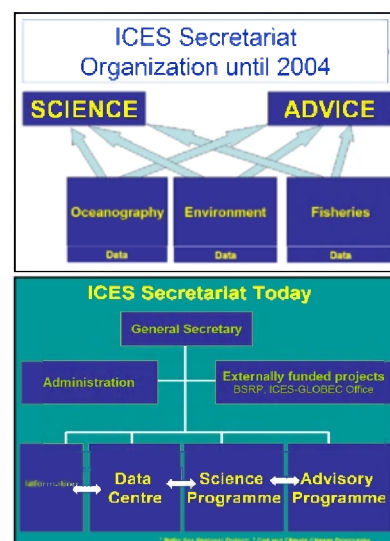 ICES Secretariat
Organization until 2004
SCIENCE
ADVICE
Oceanography
Environment
Fisheries
Data
Data
Data
ICES Secretariat Today
General Secretary
Administration
Externally funded projects
BSRP, ICES-GLOBEC Office
Information
Data
Centre
Science
Programme
Advisory
Programme